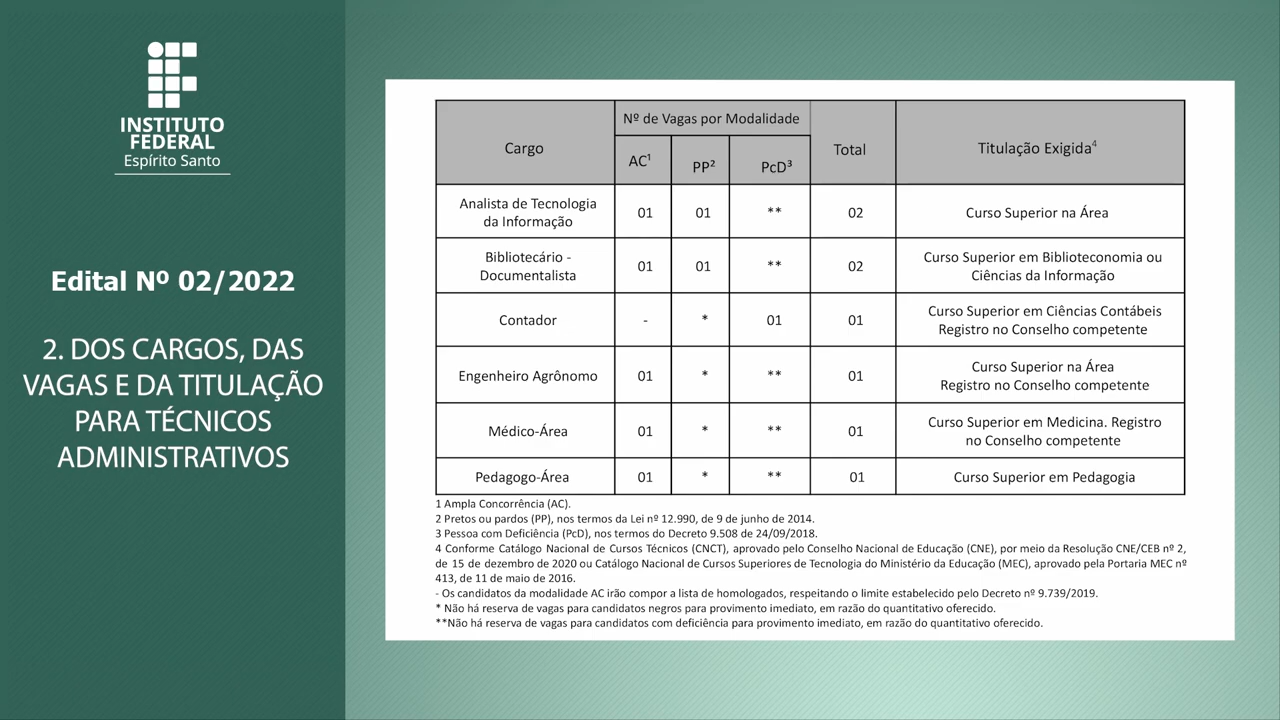 INSTITUTO
FEDERAL
Espírito Santo
Edital Nº 02/2022
2. DOS CARGOS, DAS
VAGAS E DA TITULAÇÃO
PARA TÉCNICOS
ADMINISTRATIVOS
Cargo
Nº de Vagas por Modalidade
AC¹
PP²
PcD³
Total
Titulação Exigida⁴
Analista de Tecnologia
da Informação
01
01
**
02
Curso Superior na Área
Bibliotecário -
Documentalista
01
01
**
02
Curso Superior em Biblioteconomia ou
Ciências da Informação
Contador
-
*
01
01
Curso Superior em Ciências Contábeis
Registro no Conselho competente
Engenheiro Agrônomo
01
*
**
01
Curso Superior na Área
Registro no Conselho competente
Médico-Área
01
*
**
01
Curso Superior em Medicina. Registro
no Conselho competente
Pedagogo-Área
01
*
**
01
Curso Superior em Pedagogia
1 Ampla Concorrência (AC).
2 Pretos ou pardos (PP), nos termos da Lei nº 12.990, de 9 de junho de 2014.
3 Pessoa com Deficiência (PcD), nos termos do Decreto 9.508 de 24/09/2018.
4 Conforme Catálogo Nacional de Cursos Técnicos (CNCT), aprovado pelo Conselho Nacional de Educação (CNE), por meio da Resolução CNE/CEB nº 2,
de 15 de dezembro de 2020 ou Catálogo Nacional de Cursos Superiores de Tecnologia do Ministério da Educação (MEC), aprovado pela Portaria MEC nº
413, de 11 de maio de 2016.
- Os candidatos da modalidade AC irão compor a lista de homologados, respeitando o limite estabelecido pelo Decreto nº 9.739/2019.
* Não há reserva de vagas para candidatos negros para provimento imediato, em razão do quantitativo oferecido.
**Não há reserva de vagas para candidatos com deficiência para provimento imediato, em razão do quantitativo oferecido.